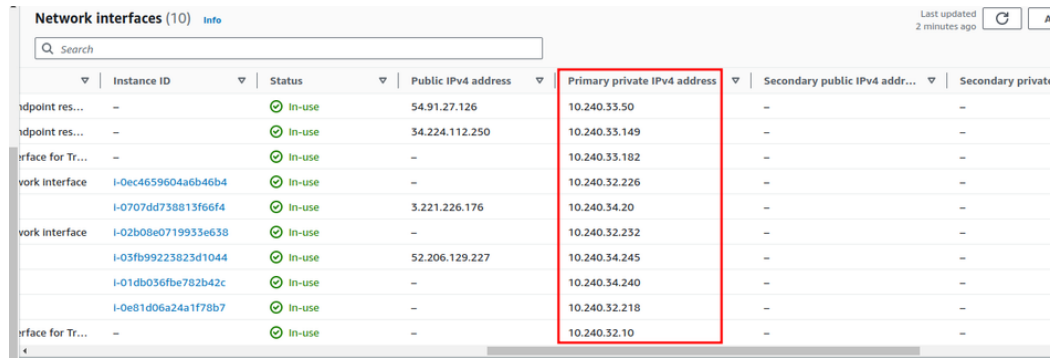 Network interfaces (10) Info
Last updated
2 minutes ago
Search
Instance ID Status Public IPv4 address Primary private IPv4 address Secondary public IPv4 addr... Secondary private
ndpoint res... – In-use 54.91.27.126 10.240.33.50 – –
ndpoint res... – In-use 34.224.112.250 10.240.33.149 – –
erface for Tr... – In-use – 10.240.33.182 – –
work interface i-0ec4659604a6b46b4 In-use – 10.240.32.226 – –
i-0707dd738813f66f4 In-use 3.221.226.176 10.240.34.20 – –
work interface i-02b08e0719933e638 In-use – 10.240.32.232 – –
i-03fb99223823d1044 In-use 52.206.129.227 10.240.34.245 – –
i-01db036fbe782b42c In-use – 10.240.34.240 – –
i-0e81d06a24a1f78b7 In-use – 10.240.32.218 – –
erface for Tr... – In-use – 10.240.32.10 – –